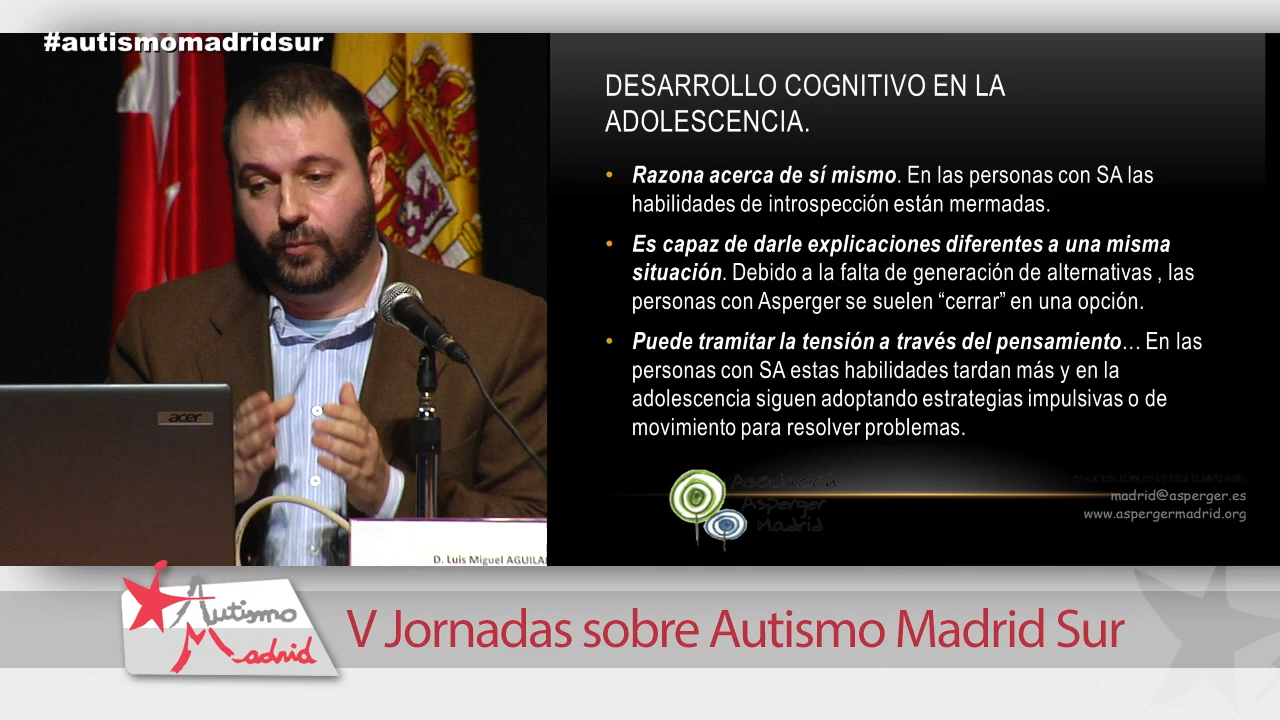 #autismomadridsur
DESARROLLO COGNITIVO EN LA
ADOLESCENCIA.
• Razona acerca de sí mismo. En las personas con SA las
habilidades de introspección están mermadas.
• Es capaz de darle explicaciones diferentes a una misma
situación. Debido a la falta de generación de alternativas , las
personas con Asperger se suelen “cerrar” en una opción.
• Puede tramitar la tensión a través del pensamiento... En las
personas con SA estas habilidades tardan más y en la
adolescencia siguen adoptando estrategias impulsivas o de
movimiento para resolver problemas.
Asociación
Asperger
Madrid
madrid@asperger.es
www.aspergermadrid.org
acer
D. Luis Miguel AGUILA
Autismo
Madrid
V Jornadas sobre Autismo Madrid Sur